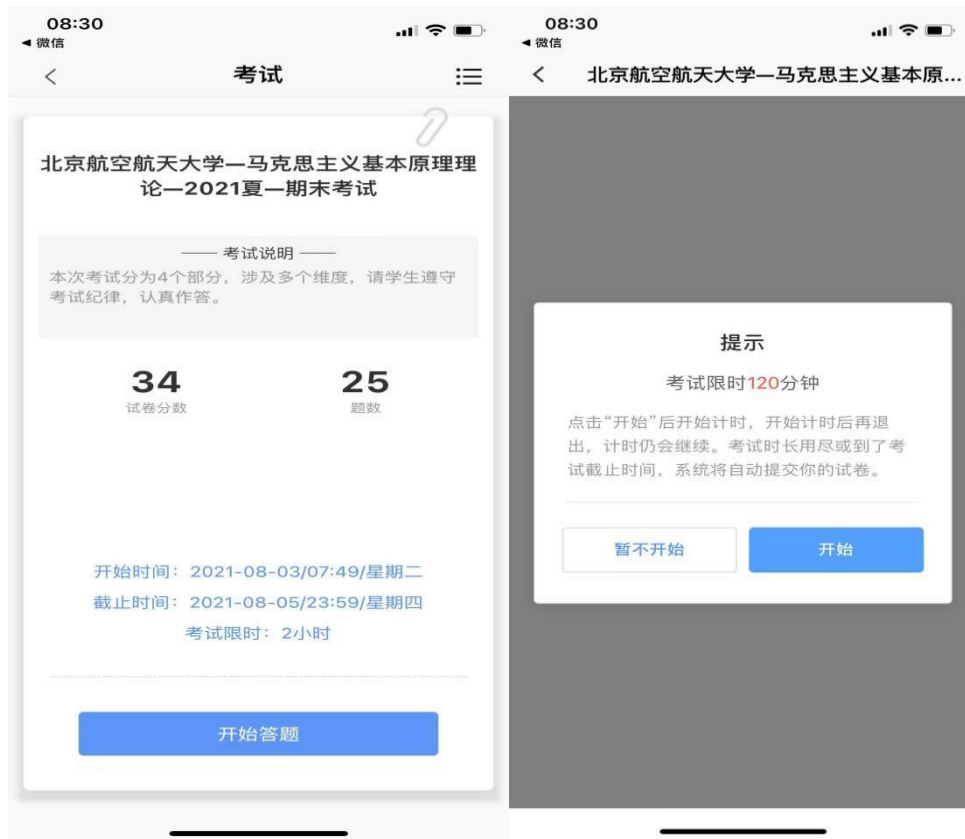 08:30
微信
考试
北京航空航天大学—马克思主义基本原理理
论—2021夏—期末考试
考试说明
本次考试分为4个部分，涉及多个维度，请学生遵守
考试纪律，认真作答。
34
试卷分数
25
题数
开始时间：2021-08-03/07:49/星期二
截止时间：2021-08-05/23:59/星期四
考试限时：2小时
开始答题
08:30
微信
北京航空航天大学—马克思主义基本原...
提示
考试限时120分钟
点击“开始”后开始计时，开始计时后再退
出，计时仍会继续。考试时长用尽或到了考
试截止时间，系统将自动提交你的试卷。
暂不开始
开始